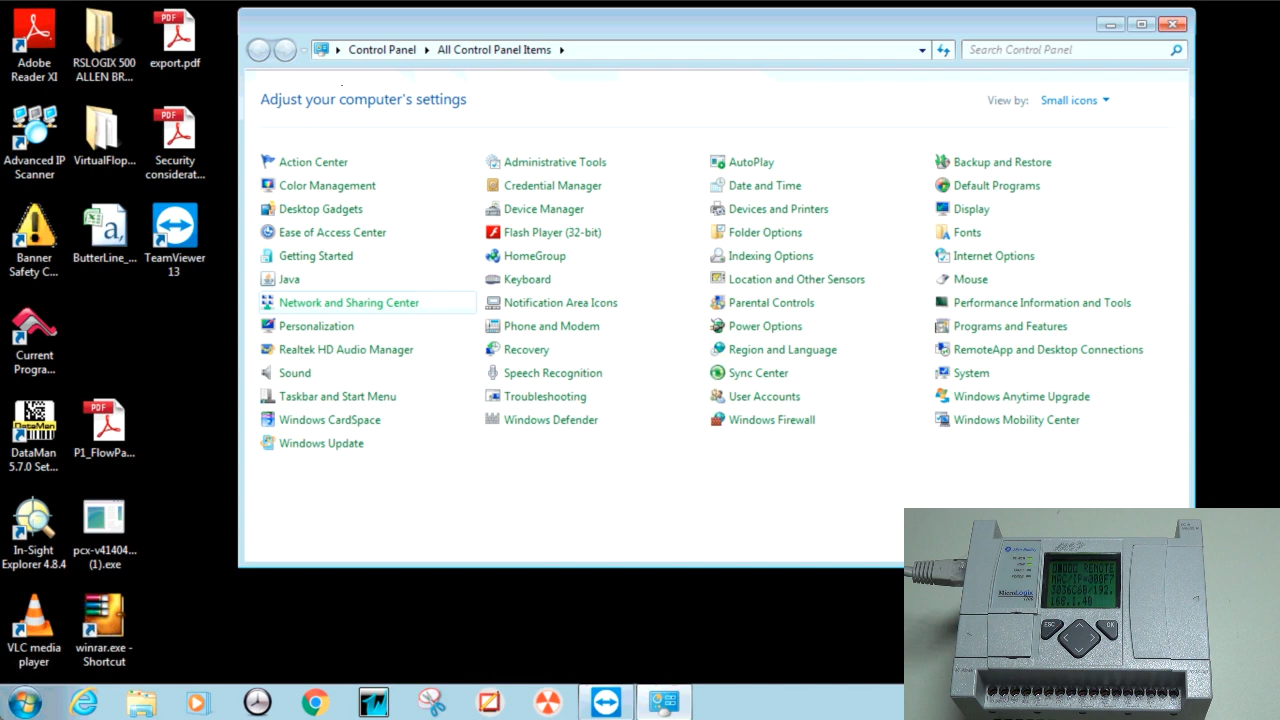 Adobe
Reader XI
RSLOGIX 500
ALLEN BR...
PDF
export.pdf
Advanced IP
Scanner
VirtualFlop...
PDF
Security
considerat...
Banner
Safety C...
a,
ButterLine_...
TeamViewer
13
Current
Progra...
DataMan
DataMan
5.7.0 Set...
PDF
P1_FlowPa...
In-Sight
Explorer 4.8.4
pcx-v41404...
(1).exe
VLC media
player
winrar.exe -
Shortcut
Control Panel
All Control Panel Items
Search Control Panel
Adjust your computer's settings
View by:
Small icons
Action Center
Administrative Tools
AutoPlay
Backup and Restore
Color Management
Credential Manager
Date and Time
Default Programs
Desktop Gadgets
Device Manager
Devices and Printers
Display
Ease of Access Center
Flash Player (32-bit)
Folder Options
Fonts
Getting Started
HomeGroup
Indexing Options
Internet Options
Java
Keyboard
Location and Other Sensors
Mouse
Network and Sharing Center
Notification Area Icons
Parental Controls
Performance Information and Tools
Personalization
Phone and Modem
Power Options
Programs and Features
Realtek HD Audio Manager
Recovery
Region and Language
RemoteApp and Desktop Connections
Sound
Speech Recognition
Sync Center
System
Taskbar and Start Menu
Troubleshooting
User Accounts
Windows Anytime Upgrade
Windows CardSpace
Windows Defender
Windows Firewall
Windows Mobility Center
Windows Update
REMOTE
168.1.40
MicroLogix
ESC
OK